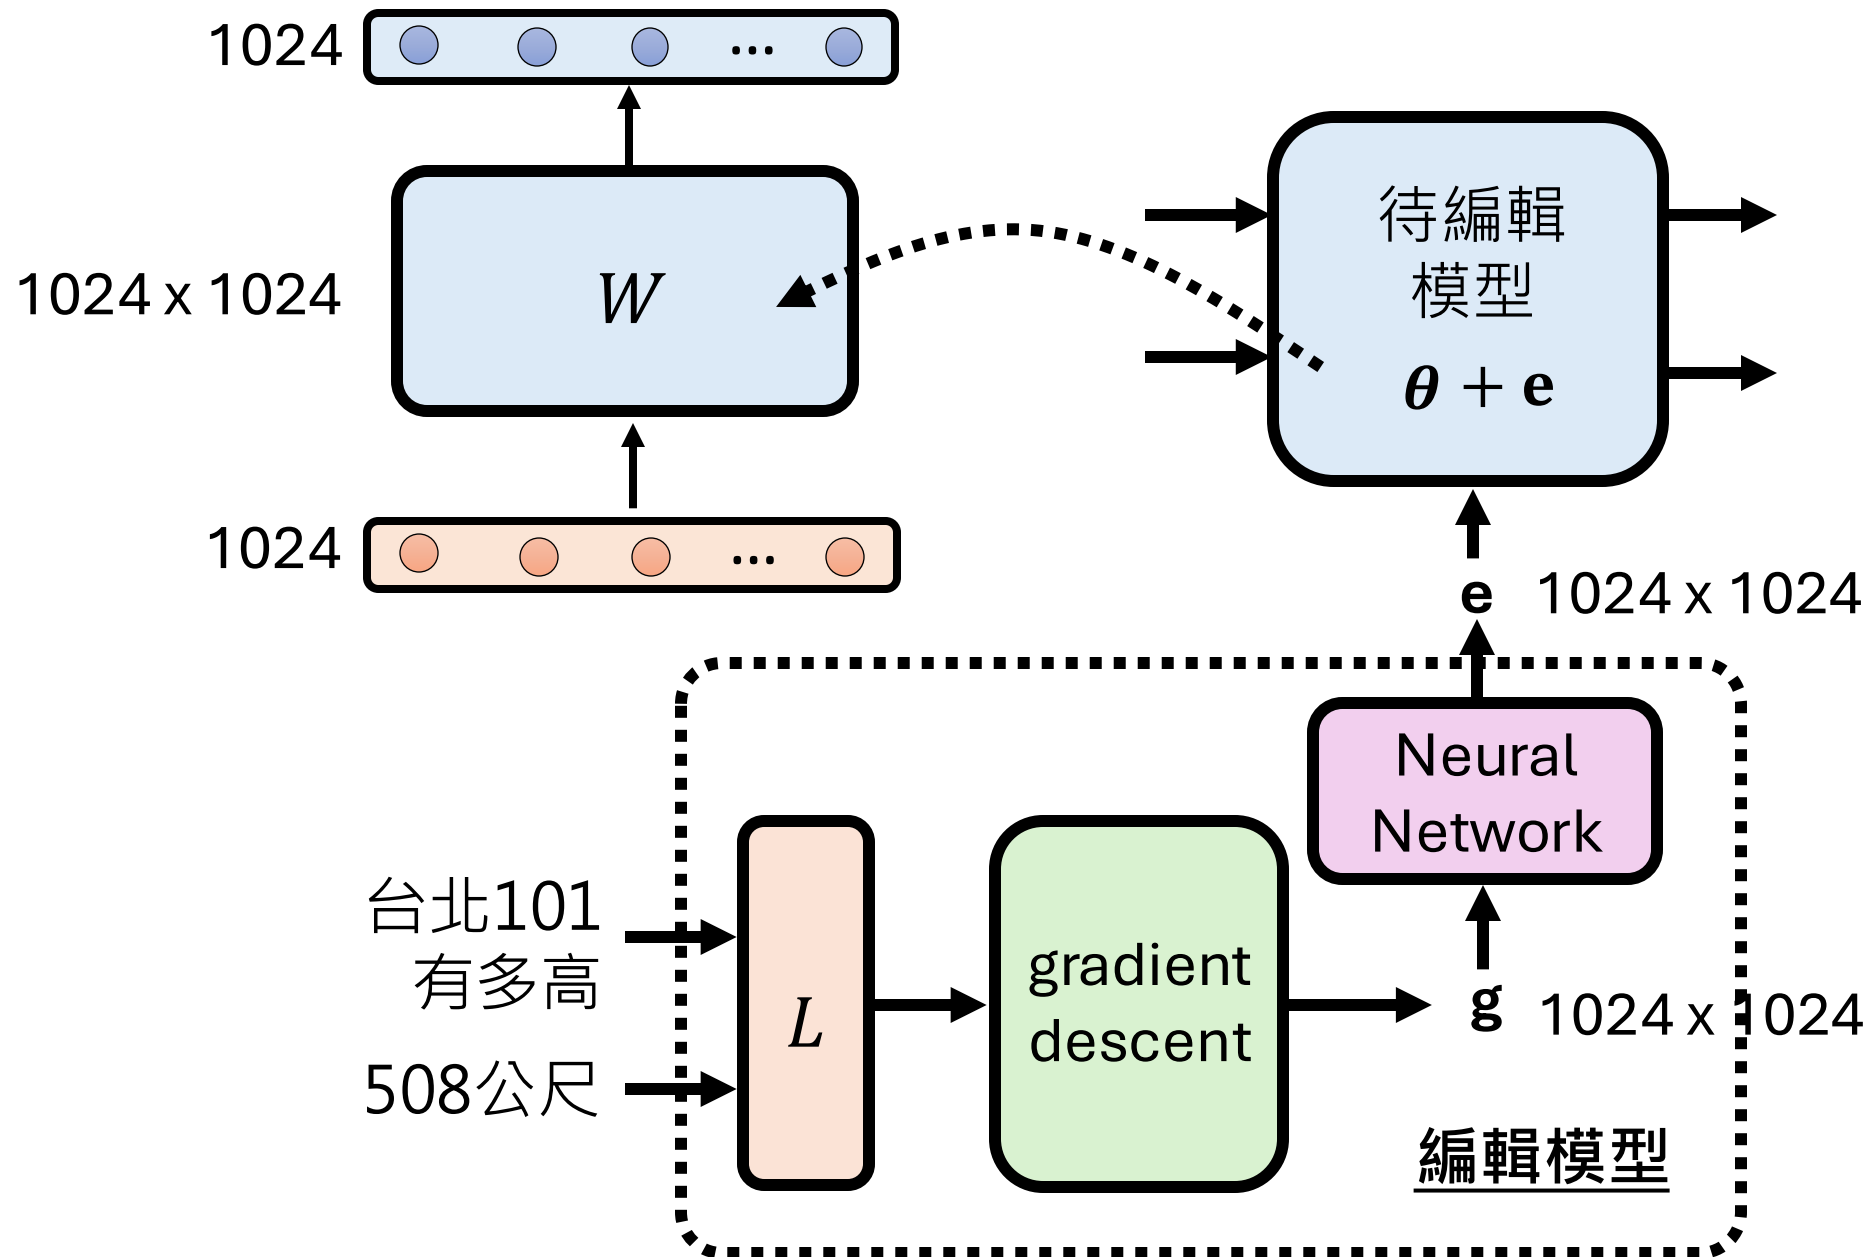 1024
1024 x 1024
W
1024
待編輯
模型
θ + e
e 1024 x 1024
Neural
Network
台北101
有多高
508公尺
L
gradient
descent
g 1024 x 1024
編輯模型